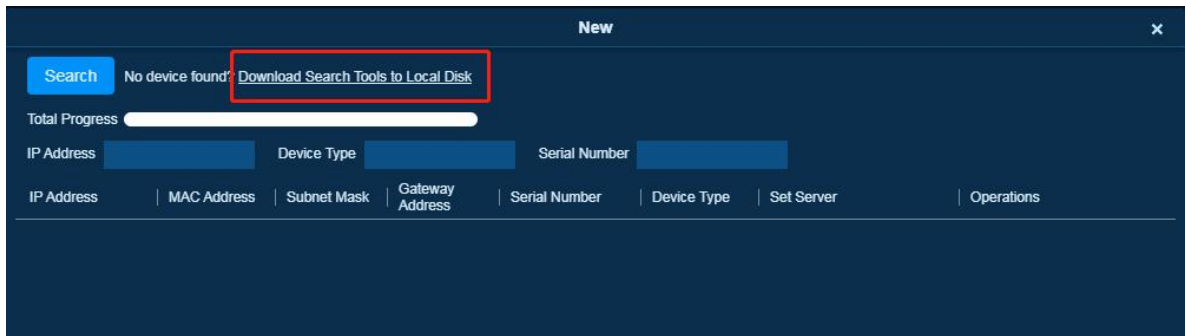 New ×
Search No device found? Download Search Tools to Local Disk
Total Progress
IP Address Device Type Serial Number
IP Address MAC Address Subnet Mask Gateway Address Serial Number Device Type Set Server Operations